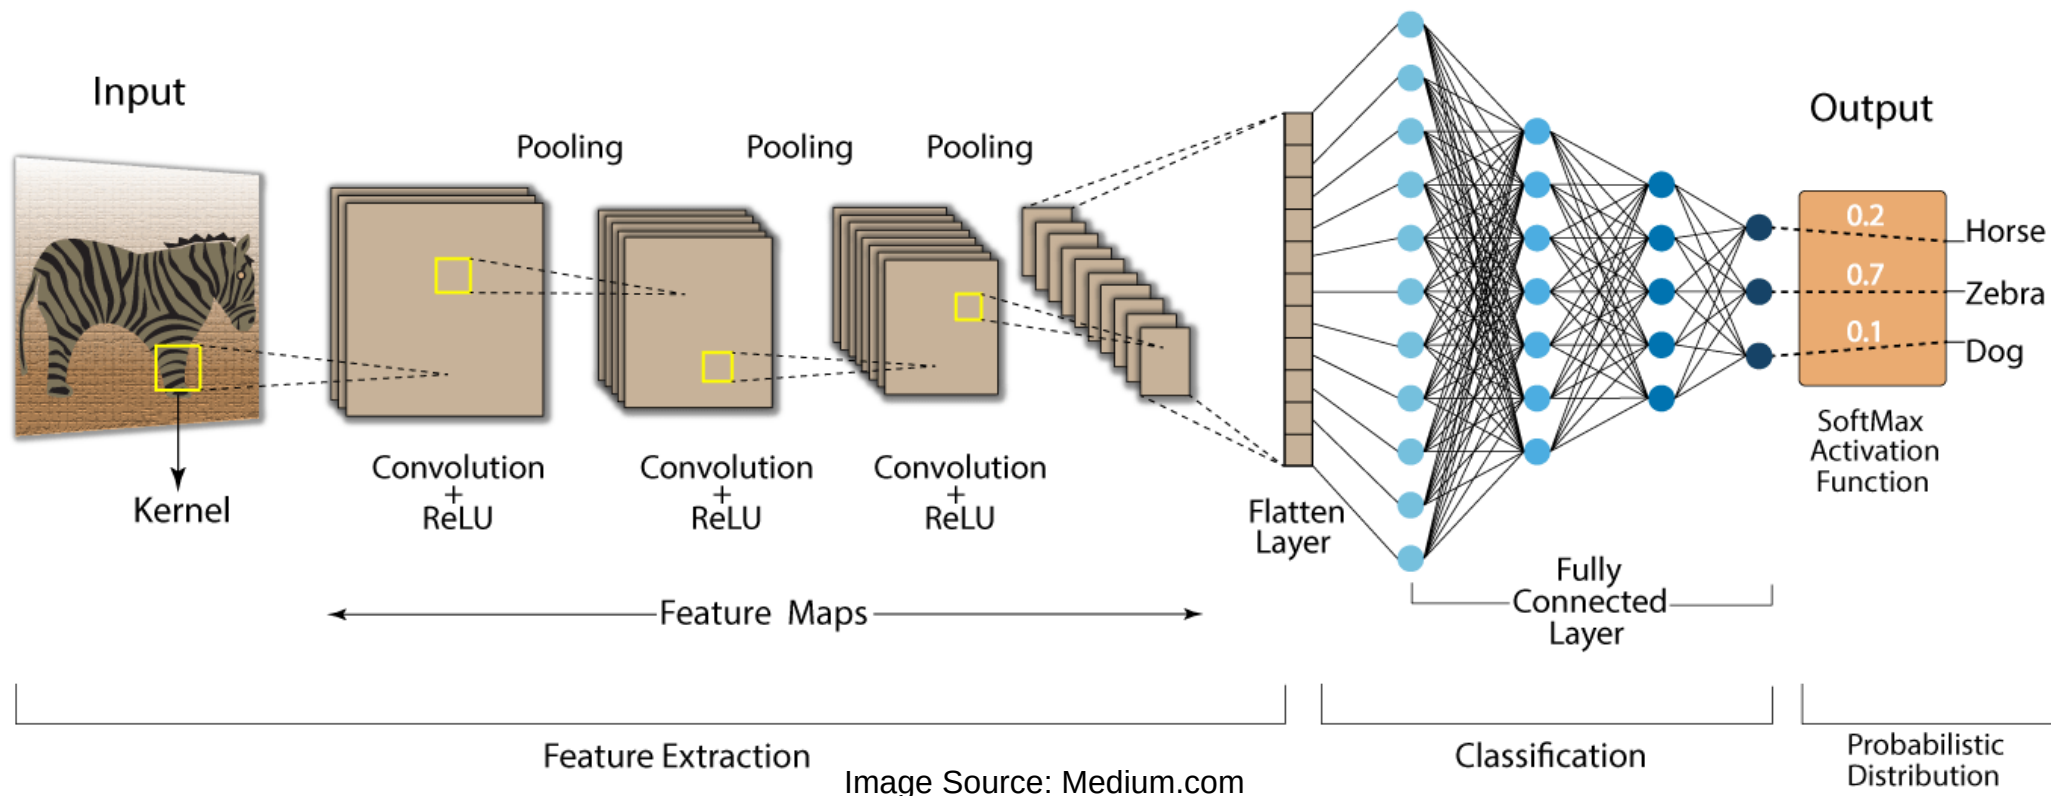 Input
Kernel
Pooling
Pooling
Pooling
Convolution
+
ReLU
Convolution
+
ReLU
Convolution
+
ReLU
Feature Maps
Flatten
Layer
Fully
Connected
Layer
Output
0.2
Horse
0.7
Zebra
0.1
Dog
SoftMax
Activation
Function
Feature Extraction
Classification
Probabilistic
Distribution
Image Source: Medium.com